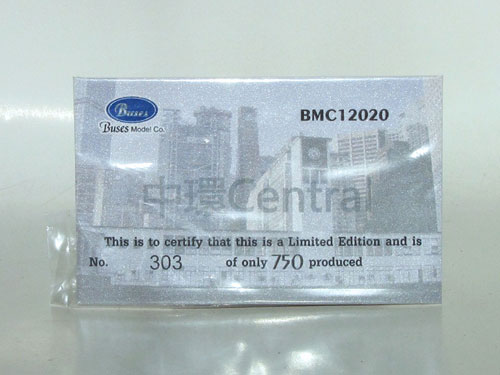 Buses
Buses Model Co.
BMC12020
中環Central
This is to certify that this is a Limited Edition and is
No. 303 of only 750 produced